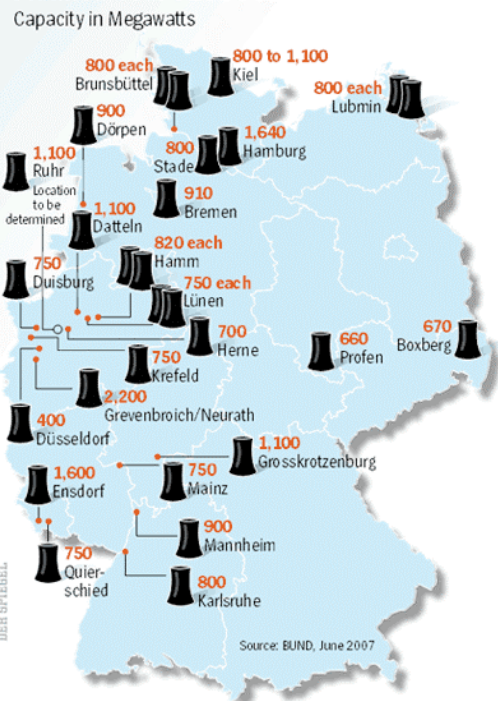 Capacity in Megawatts
800 each
Brunsbüttel
800 to 1,100
Kiel
800 each
Lubmin
900
Dörpen
800
Stade
1,640
Hamburg
1,100
Ruhr
Location
to be
determined
910
Bremen
1,100
Datteln
820 each
Hamm
750
Duisburg
750 each
Lünen
700
Herne
660
Profen
670
Boxberg
750
Krefeld
2,200
Grevenbroich/Neurath
400
Düsseldorf
1,100
Grosskrotzenburg
1,600
Ensdorf
750
Mainz
900
Mannheim
750
Quier-
schied
800
Karlsruhe
DER SPIEGEL
Source: BUND, June 2007